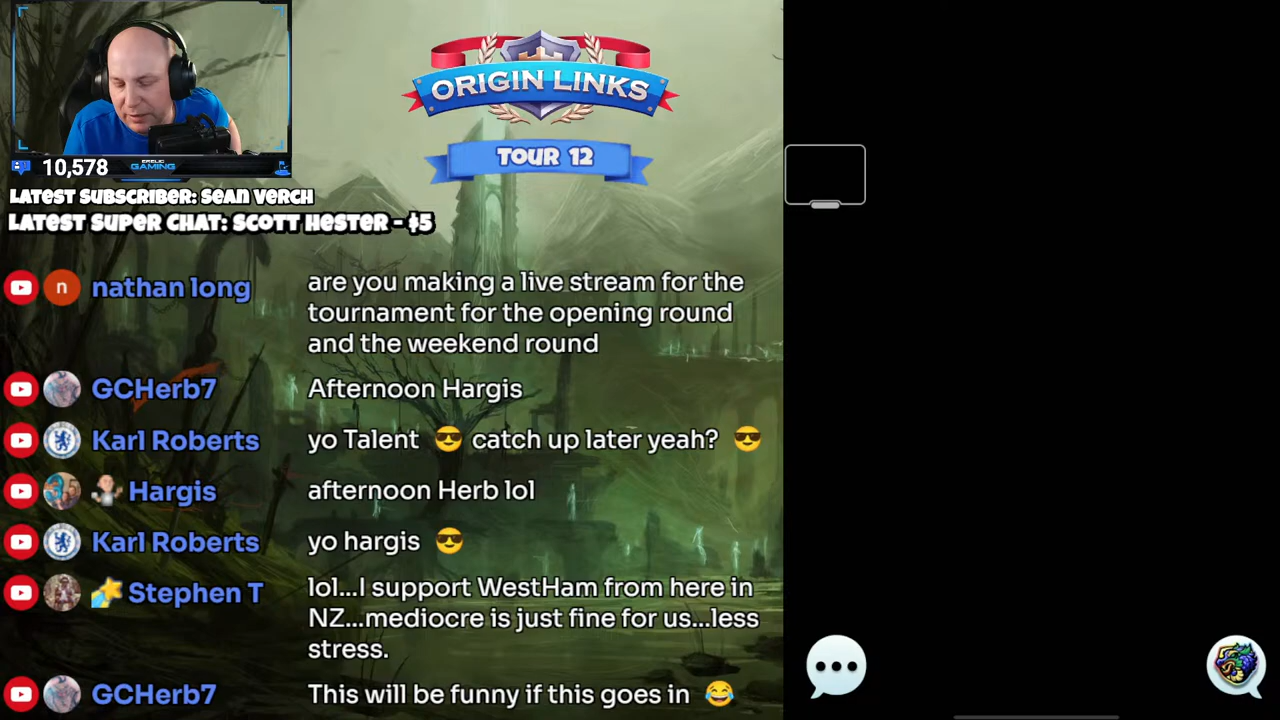 ORIGIN LINKS
TOUR 12
10,578
ERELIC
GAMING
LATEST SUBSCRIBER: SEAN VERCH
LATEST SUPER CHAT: SCOTT HESTER - $5
nathan long
are you making a live stream for the
tournament for the opening round
and the weekend round
GCHerb7
Afternoon Hargis
Karl Roberts
yo Talent 😎 catch up later yeah? 😎
Hargis
afternoon Herb lol
Karl Roberts
yo hargis 😎
Stephen T
lol...I support WestHam from here in
NZ...mediocre is just fine for us...less
stress.
GCHerb7
This will be funny if this goes in 😂